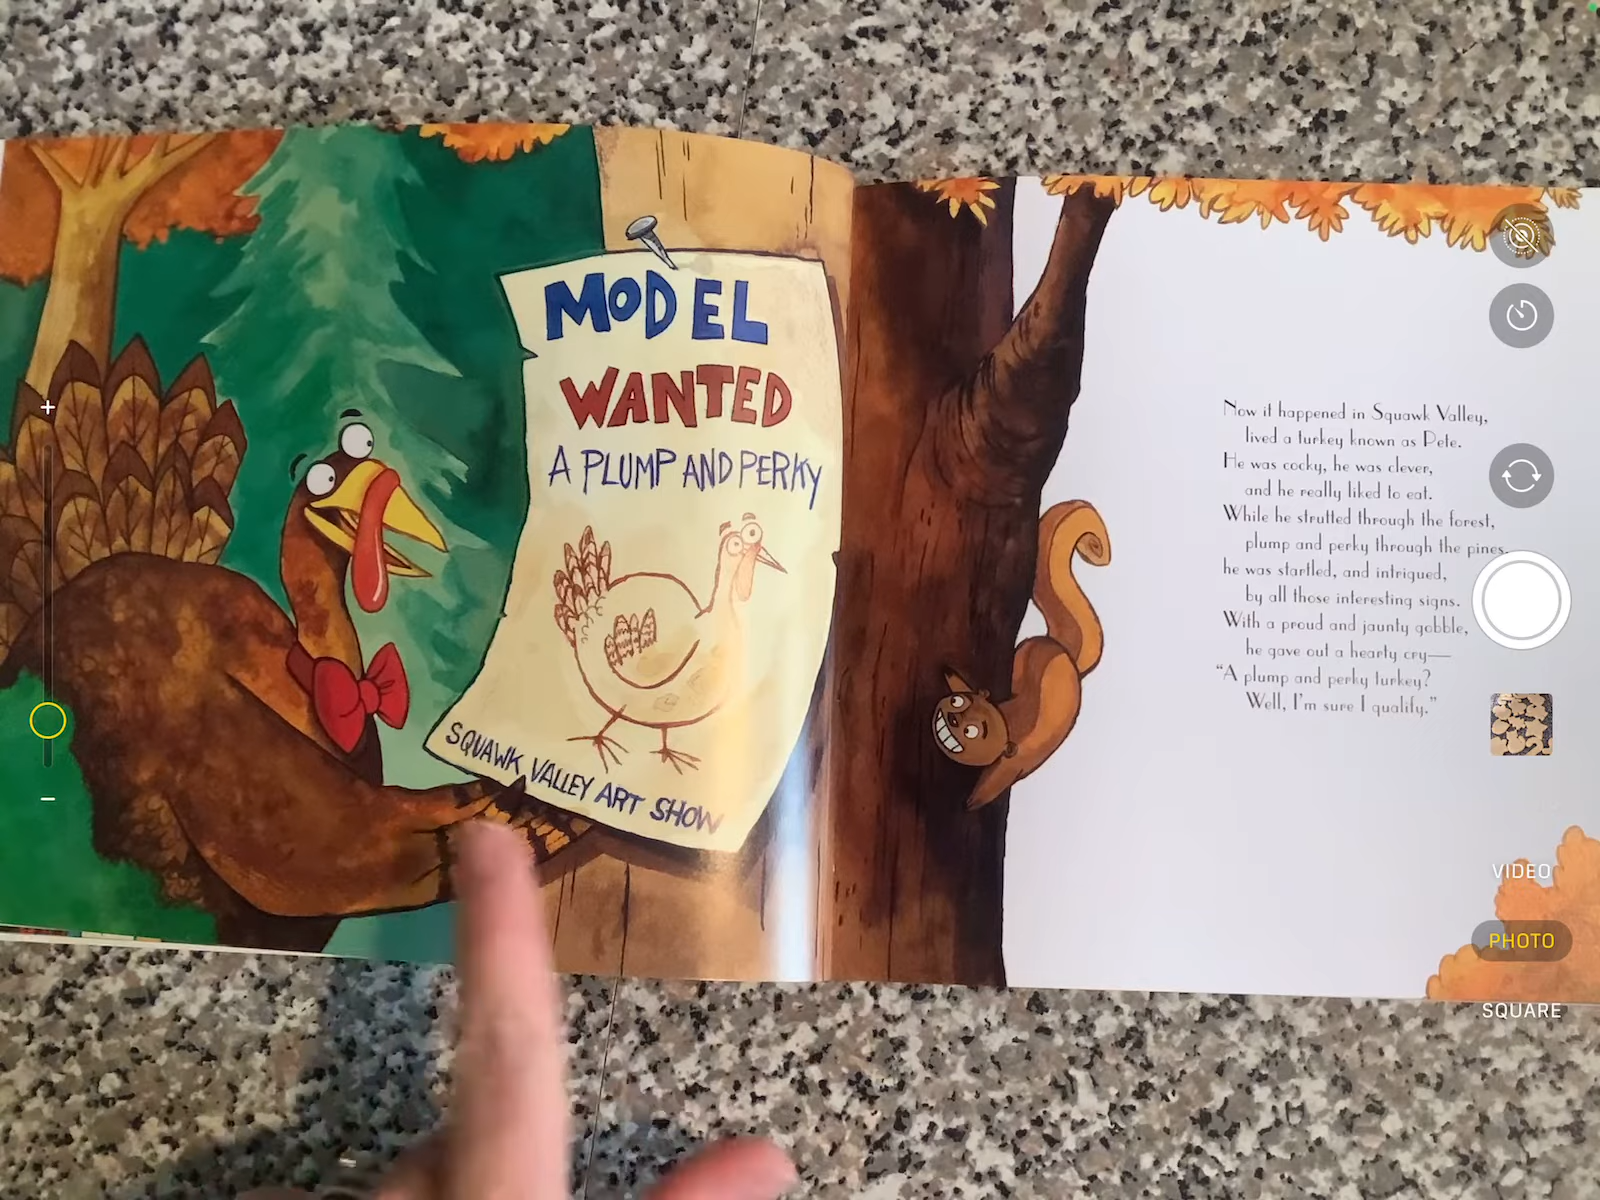 MODEL
WANTED
A PLUMP AND PERKY
SQUAWK VALLEY ART SHOW
Now it happened in Squawk Valley,
lived a turkey known as Pete.
He was cocky, he was clever,
and he really liked to eat.
While he strutted through the forest,
plump and perky through the pines,
he was startled, and intrigued,
by all those interesting signs.
With a proud and jaunty gobble,
he gave out a hearty cry—
“A plump and perky turkey?
Well, I’m sure I qualify.”
VIDEO
PHOTO
SQUARE